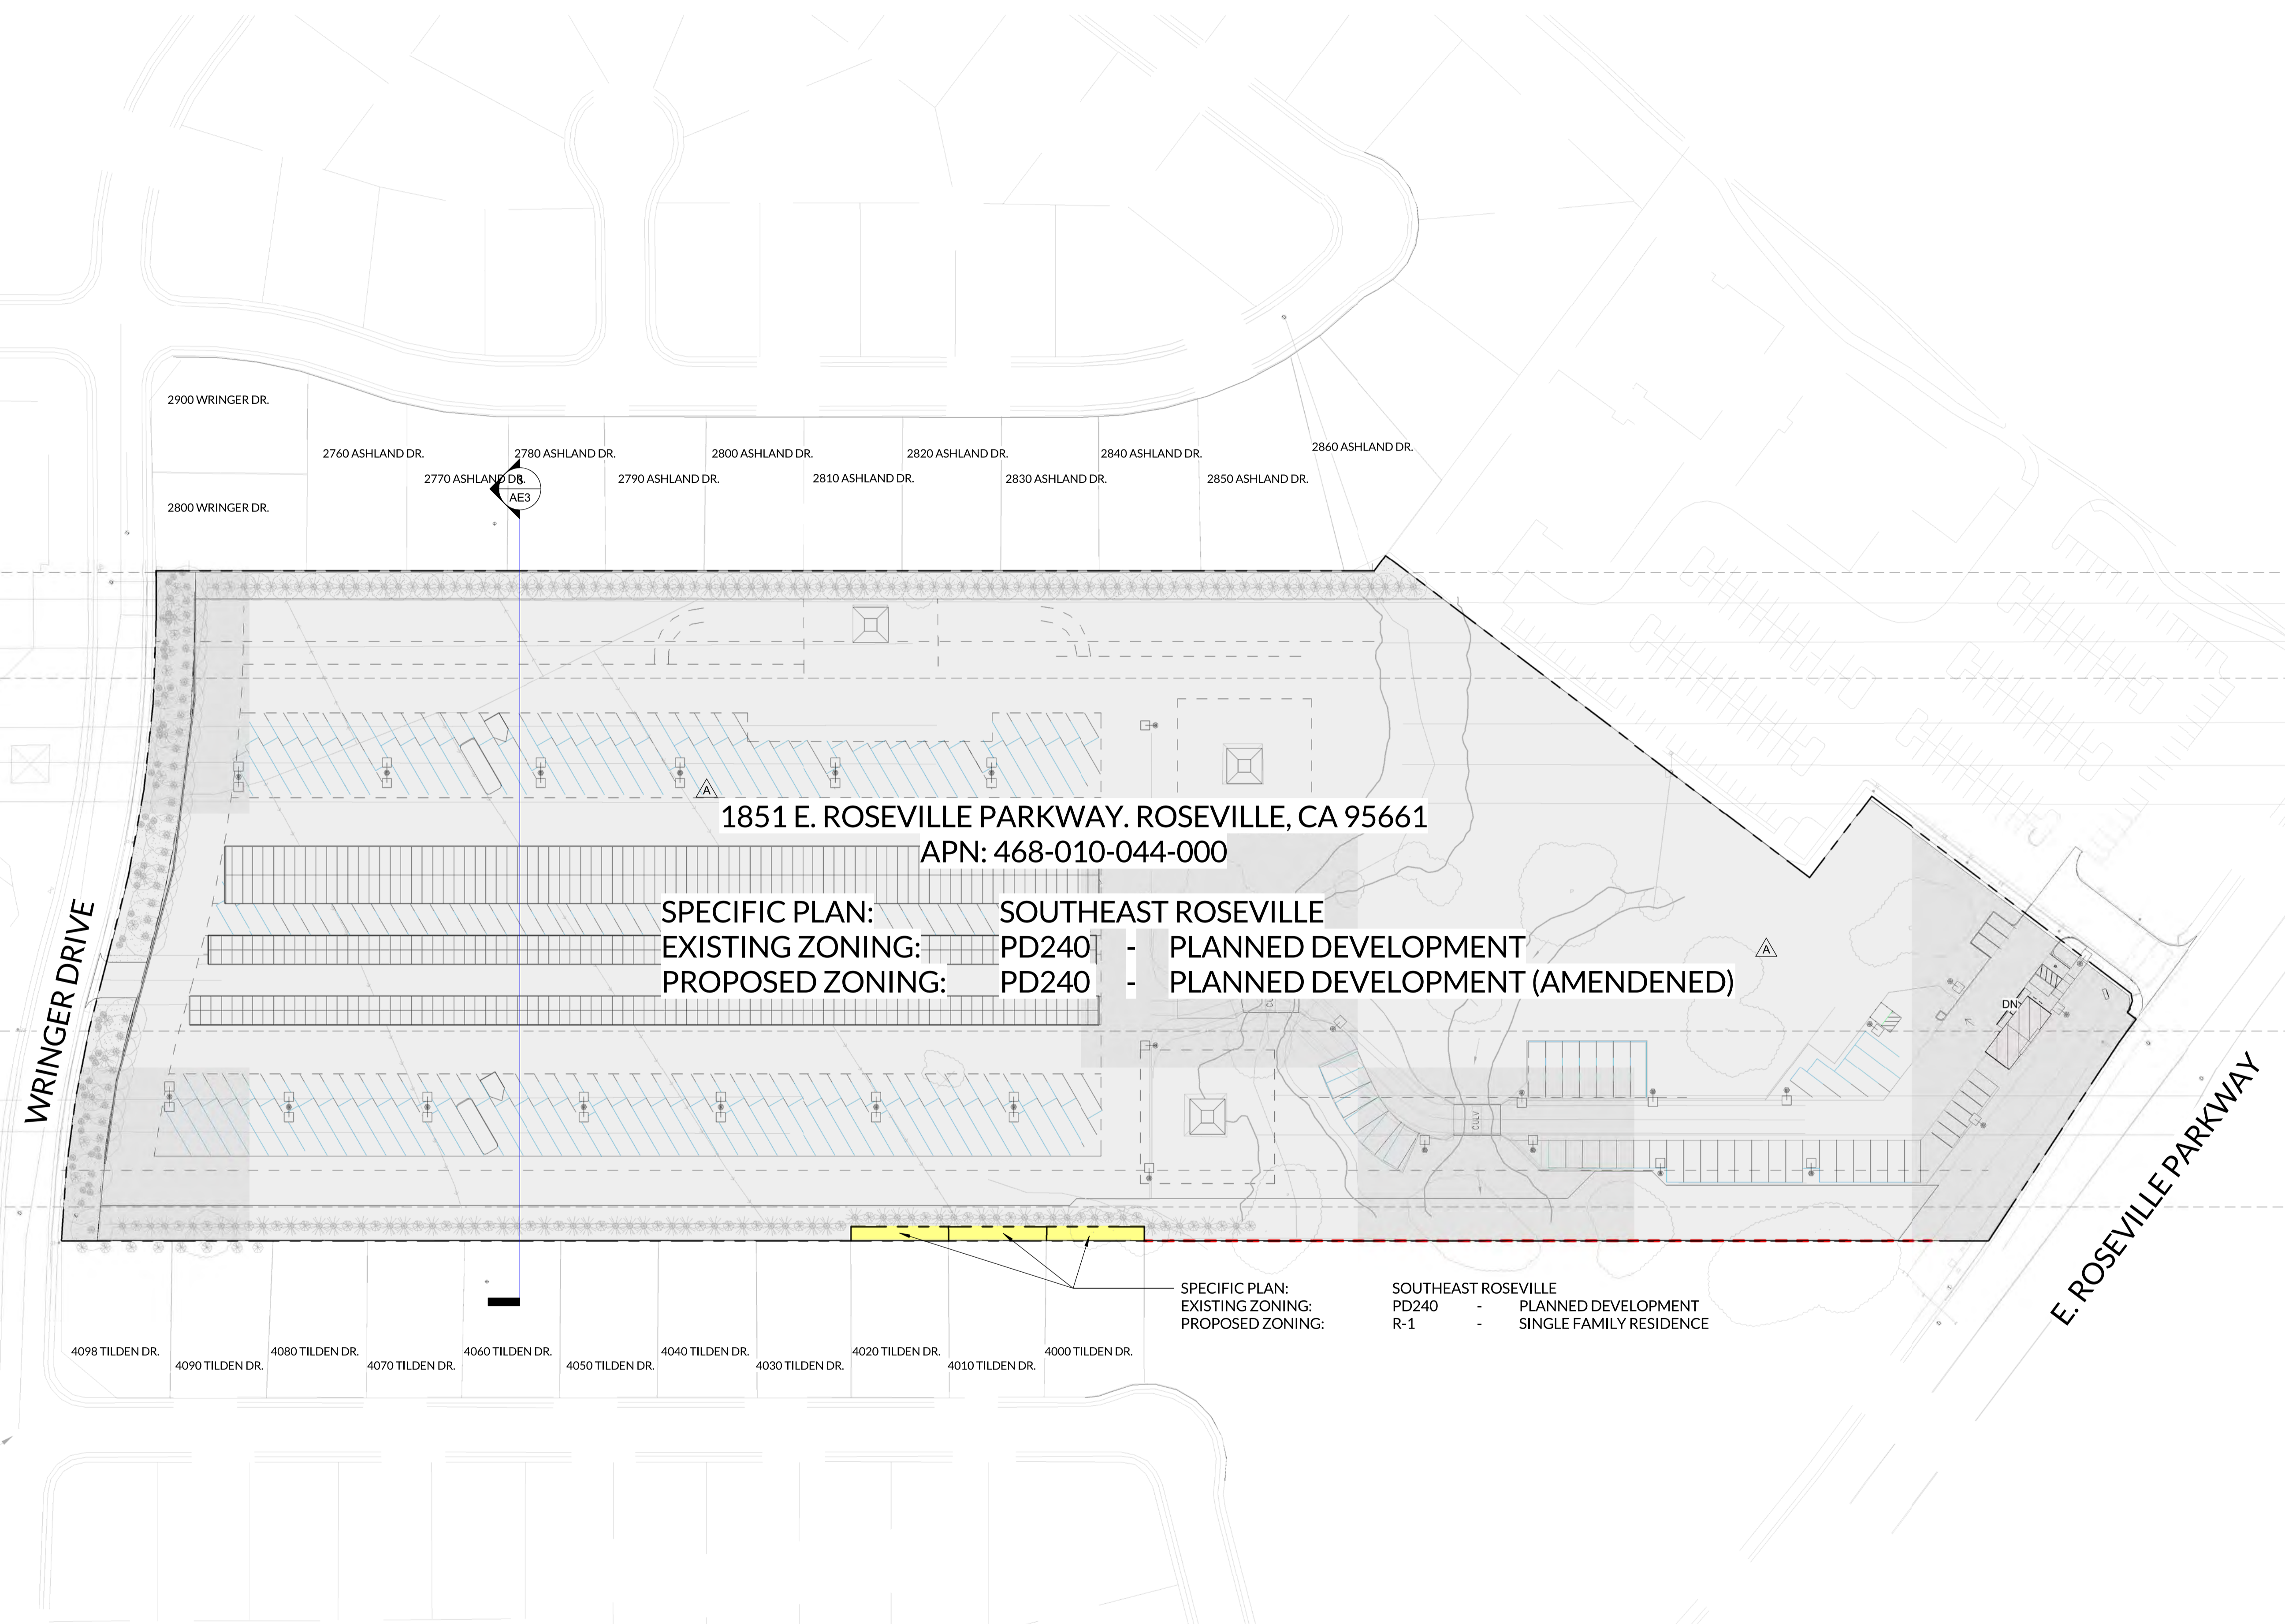 2900 WRINGER DR.
2760 ASHLAND DR.
2780 ASHLAND DR.
2800 ASHLAND DR.
2820 ASHLAND DR.
2840 ASHLAND DR.
2860 ASHLAND DR.
2770 ASHLAND DR.
2790 ASHLAND DR.
2810 ASHLAND DR.
2830 ASHLAND DR.
2850 ASHLAND DR.
3
AE3
2800 WRINGER DR.
A
1851 E. ROSEVILLE PARKWAY. ROSEVILLE, CA 95661
APN: 468-010-044-000
SPECIFIC PLAN: SOUTHEAST ROSEVILLE
EXISTING ZONING: PD240 - PLANNED DEVELOPMENT
PROPOSED ZONING: PD240 - PLANNED DEVELOPMENT (AMENDENED)
A
DN
CULV
WRINGER DRIVE
E. ROSEVILLE PARKWAY
SPECIFIC PLAN: SOUTHEAST ROSEVILLE
EXISTING ZONING: PD240 - PLANNED DEVELOPMENT
PROPOSED ZONING: R-1 - SINGLE FAMILY RESIDENCE
4098 TILDEN DR.
4080 TILDEN DR.
4060 TILDEN DR.
4040 TILDEN DR.
4020 TILDEN DR.
4000 TILDEN DR.
4090 TILDEN DR.
4070 TILDEN DR.
4050 TILDEN DR.
4030 TILDEN DR.
4010 TILDEN DR.